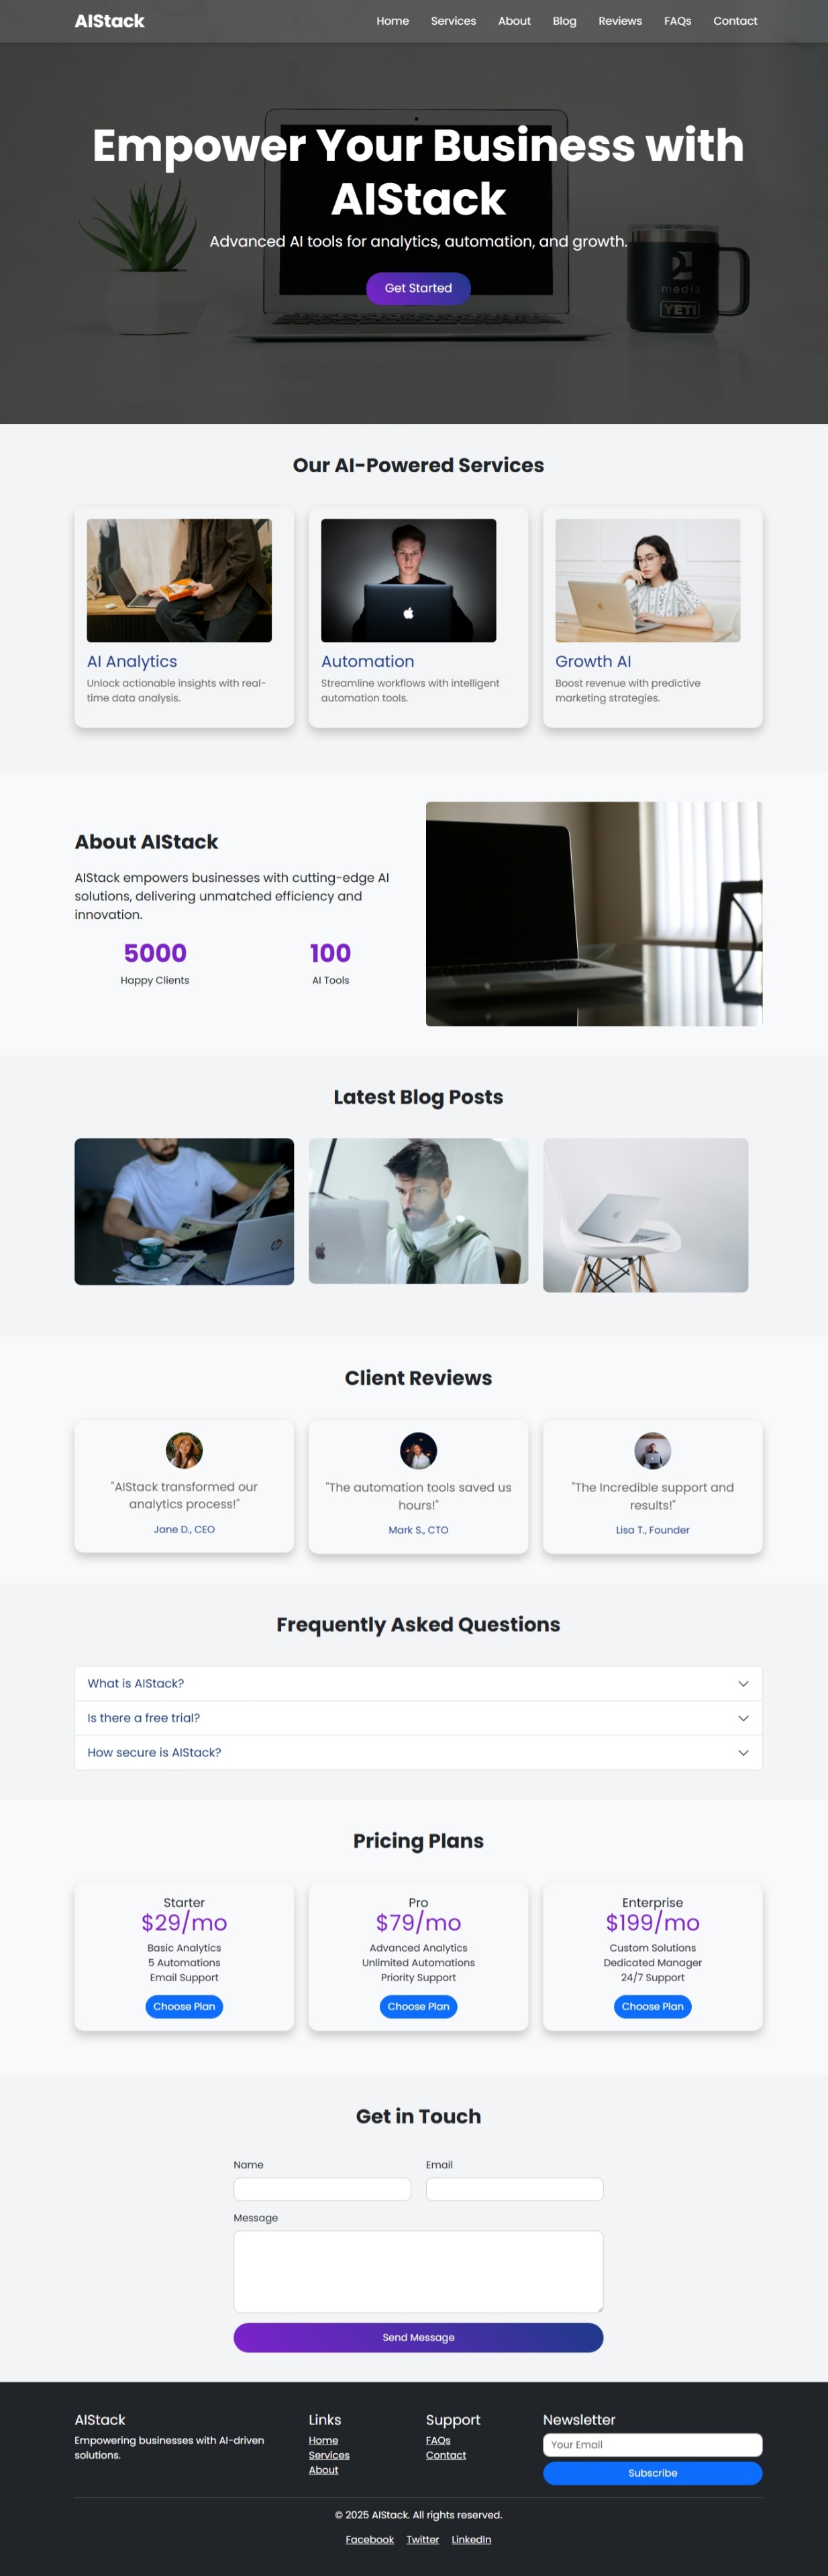 AIStack
Home Services About Blog Reviews FAQs Contact
Empower Your Business with
AIStack
Advanced AI tools for analytics, automation, and growth.
Get Started
media
YETI
Our AI-Powered Services
AI Analytics
Unlock actionable insights with real-
time data analysis.
Automation
Streamline workflows with intelligent
automation tools.
Growth AI
Boost revenue with predictive
marketing strategies.
About AIStack
AIStack empowers businesses with cutting-edge AI
solutions, delivering unmatched efficiency and
innovation.
5000
Happy Clients
100
AI Tools
Latest Blog Posts
hp
Client Reviews
"AIStack transformed our
analytics process!"
Jane D., CEO
"The automation tools saved us
hours!"
Mark S., CTO
"The Incredible support and
results!"
Lisa T., Founder
Frequently Asked Questions
What is AIStack?
Is there a free trial?
How secure is AIStack?
Pricing Plans
Starter
$29/mo
Basic Analytics
5 Automations
Email Support
Choose Plan
Pro
$79/mo
Advanced Analytics
Unlimited Automations
Priority Support
Choose Plan
Enterprise
$199/mo
Custom Solutions
Dedicated Manager
24/7 Support
Choose Plan
Get in Touch
Name
Email
Message
Send Message
AIStack
Empowering businesses with AI-driven
solutions.
Links
Home
Services
About
Support
FAQs
Contact
Newsletter
Your Email
Subscribe
© 2025 AIStack. All rights reserved.
Facebook Twitter LinkedIn